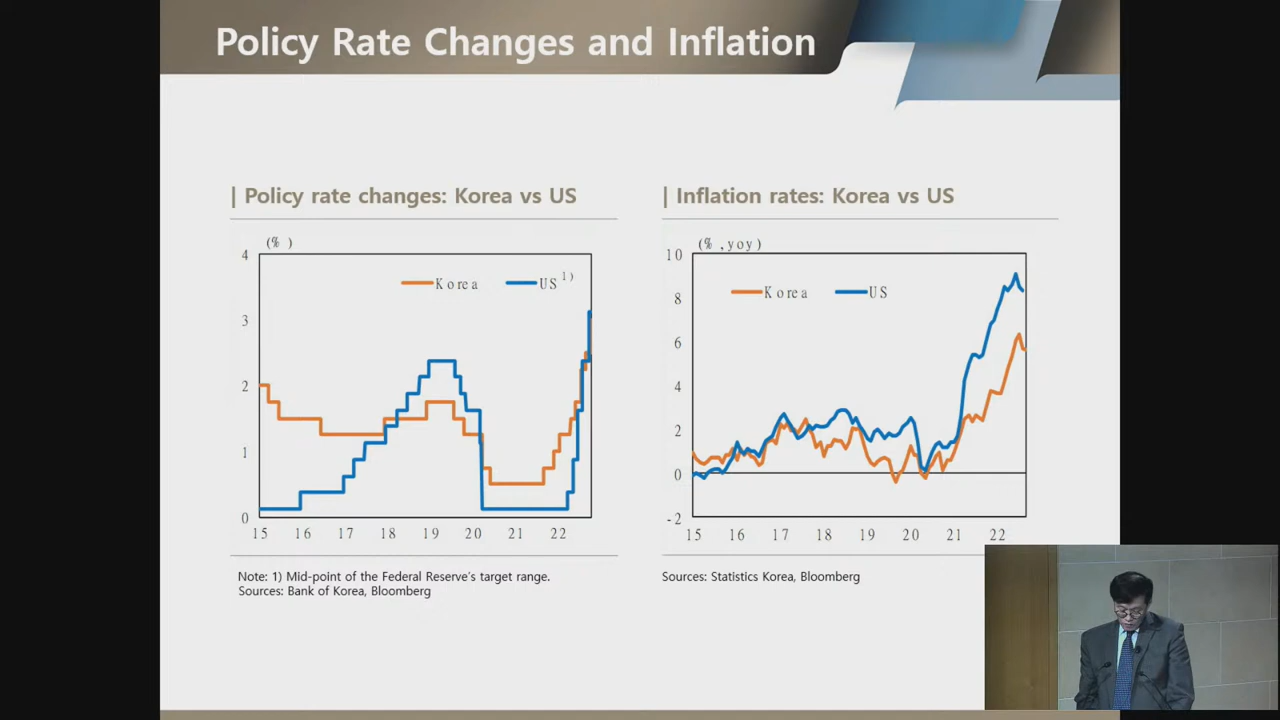 Policy Rate Changes and Inflation
| Policy rate changes: Korea vs US
(% )
4
3
2
1
0
Korea
US 1)
15 16 17 18 19 20 21 22
Note: 1) Mid-point of the Federal Reserve's target range.
Sources: Bank of Korea, Bloomberg
| Inflation rates: Korea vs US
(% ,yoy)
10
8
6
4
2
0
-2
Korea
US
15 16 17 18 19 20 21 22
Sources: Statistics Korea, Bloomberg